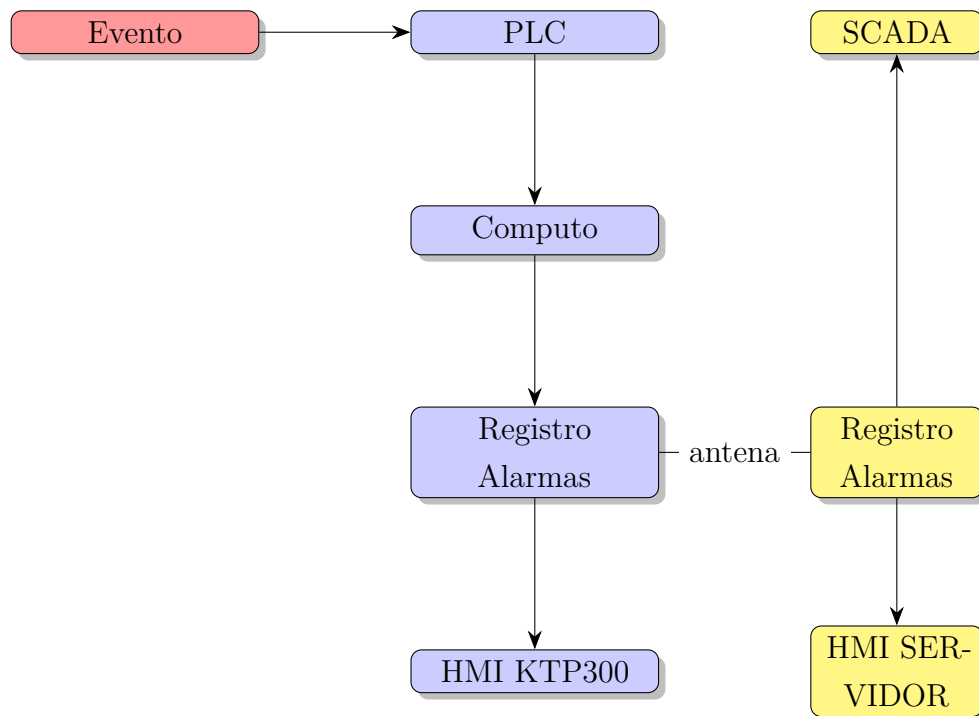 Evento
PLC
SCADA
Computo
Registro
Alarmas
antena
Registro
Alarmas
HMI KTP300
HMI SER-
VIDOR